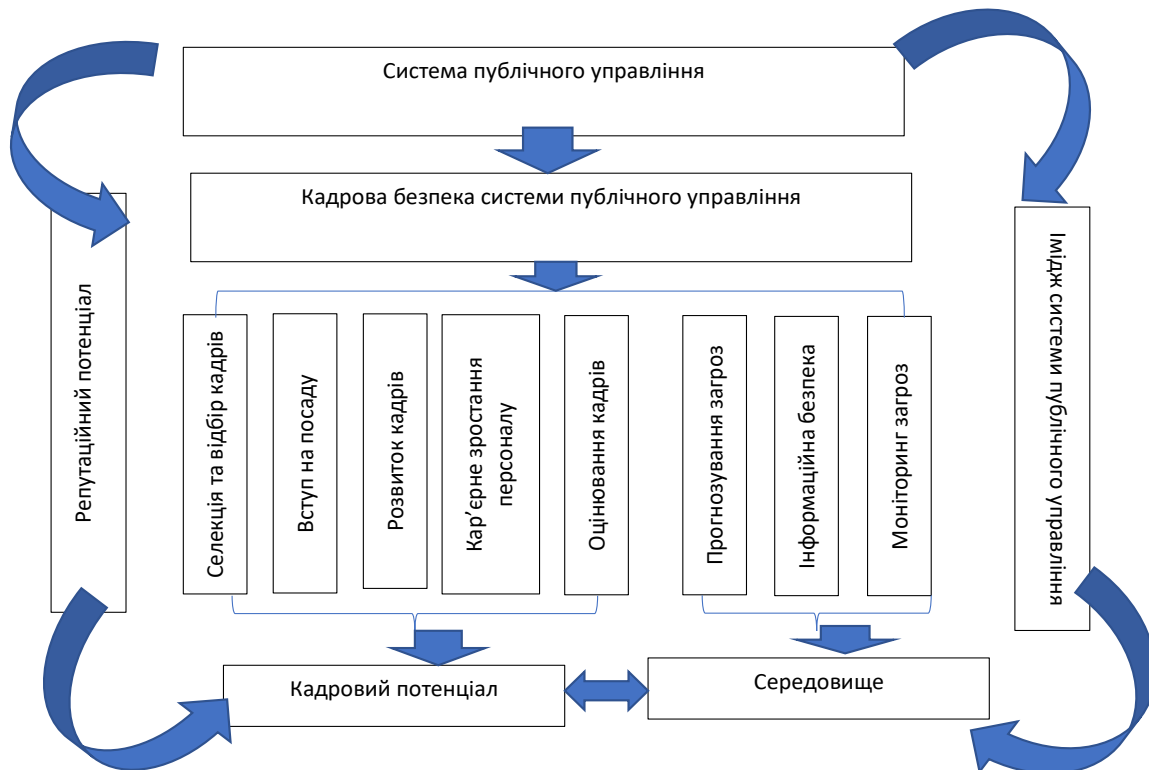 Система публічного управління
Кадрова безпека системи публічного управління
Репутаційний потенціал
Селекція та відбір кадрів
Вступ на посаду
Розвиток кадрів
Кар’єрне зростання
персоналу
Оцінювання кадрів
Прогнозування загроз
Інформаційна безпека
Моніторинг загроз
Імідж системи публічного управління
Кадровий потенціал
Середовище